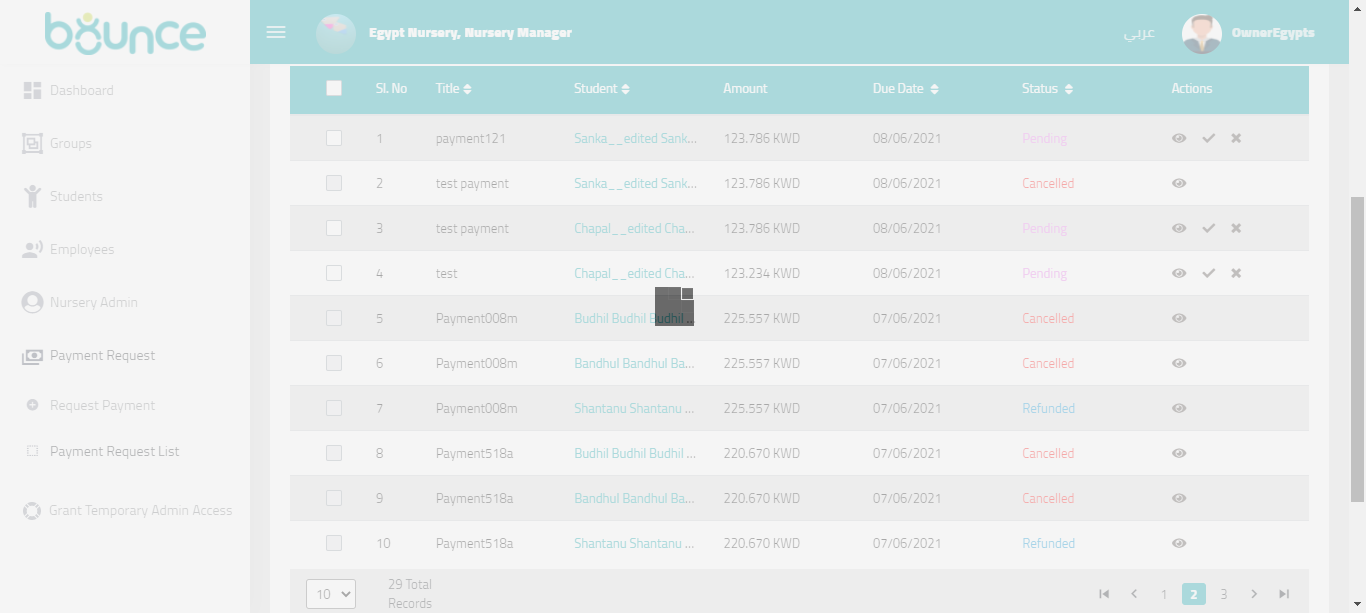 bounce
Egypt Nursery, Nursery Manager
عربي
OwnerEgypts
Dashboard
Groups
Students
Employees
Nursery Admin
Payment Request
Request Payment
Payment Request List
Grant Temporary Admin Access
Sl. No Title Student Amount Due Date Status Actions
1 payment121 Sanka__edited Sank... 123.786 KWD 08/06/2021 Pending
2 test payment Sanka__edited Sank... 123.786 KWD 08/06/2021 Cancelled
3 test payment Chapal__edited Cha... 123.786 KWD 08/06/2021 Pending
4 test Chapal__edited Cha... 123.234 KWD 08/06/2021 Pending
5 Payment008m Budhil Budhil Budhil ... 225.557 KWD 07/06/2021 Cancelled
6 Payment008m Bandhul Bandhul Ba... 225.557 KWD 07/06/2021 Cancelled
7 Payment008m Shantanu Shantanu ... 225.557 KWD 07/06/2021 Refunded
8 Payment518a Budhil Budhil Budhil ... 220.670 KWD 07/06/2021 Cancelled
9 Payment518a Bandhul Bandhul Ba... 220.670 KWD 07/06/2021 Cancelled
10 Payment518a Shantanu Shantanu ... 220.670 KWD 07/06/2021 Refunded
10
29 Total
Records
1 2 3